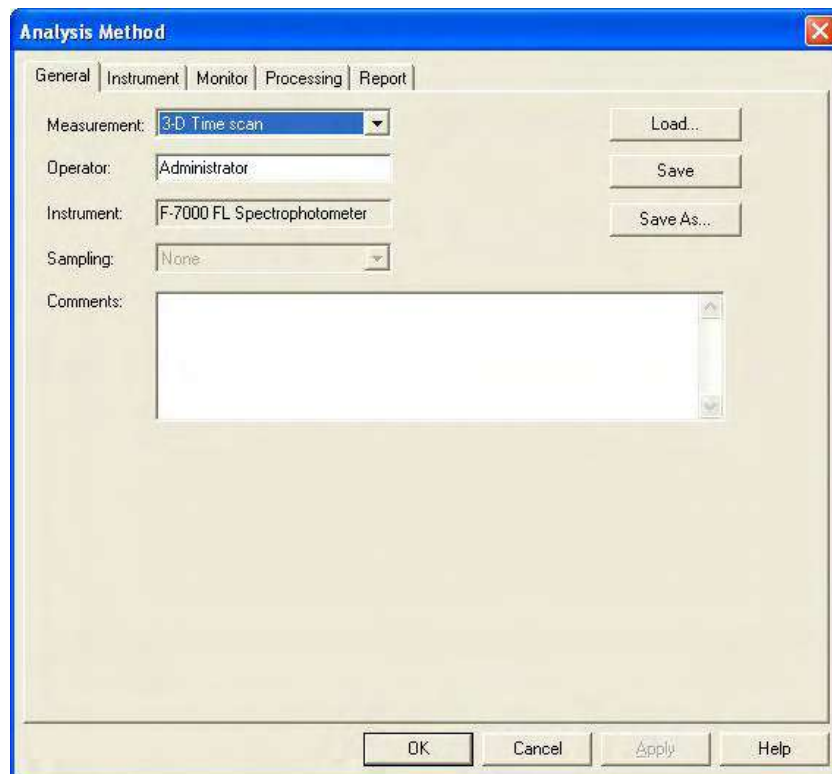 Analysis Method
General Instrument Monitor Processing Report
Measurement: 3-D Time scan Load...
Operator: Administrator Save
Instrument: F-7000 FL Spectrophotometer Save As...
Sampling: None
Comments:
OK Cancel Apply Help